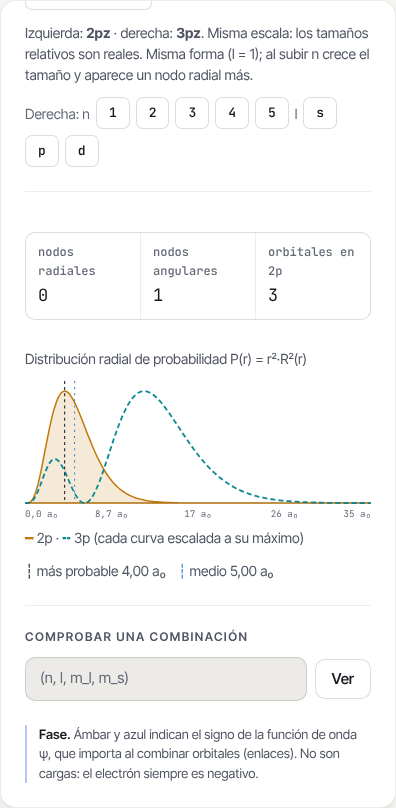 Izquierda: 2pz · derecha: 3pz. Misma escala: los tamaños
relativos son reales. Misma forma (l = 1); al subir n crece el
tamaño y aparece un nodo radial más.
Derecha: n 1 2 3 4 5 l s
p d
nodos radiales
0
nodos angulares
1
orbitales en 2p
3
Distribución radial de probabilidad P(r) = r²·R²(r)
0,0 a₀ 8,7 a₀ 17 a₀ 26 a₀ 35 a₀
2p · 3p (cada curva escalada a su máximo)
más probable 4,00 a₀ medio 5,00 a₀
COMPROBAR UNA COMBINACIÓN
(n, l, m_l, m_s) Ver
Fase. Ámbar y azul indican el signo de la función de onda
ψ, que importa al combinar orbitales (enlaces). No son
cargas: el electrón siempre es negativo.